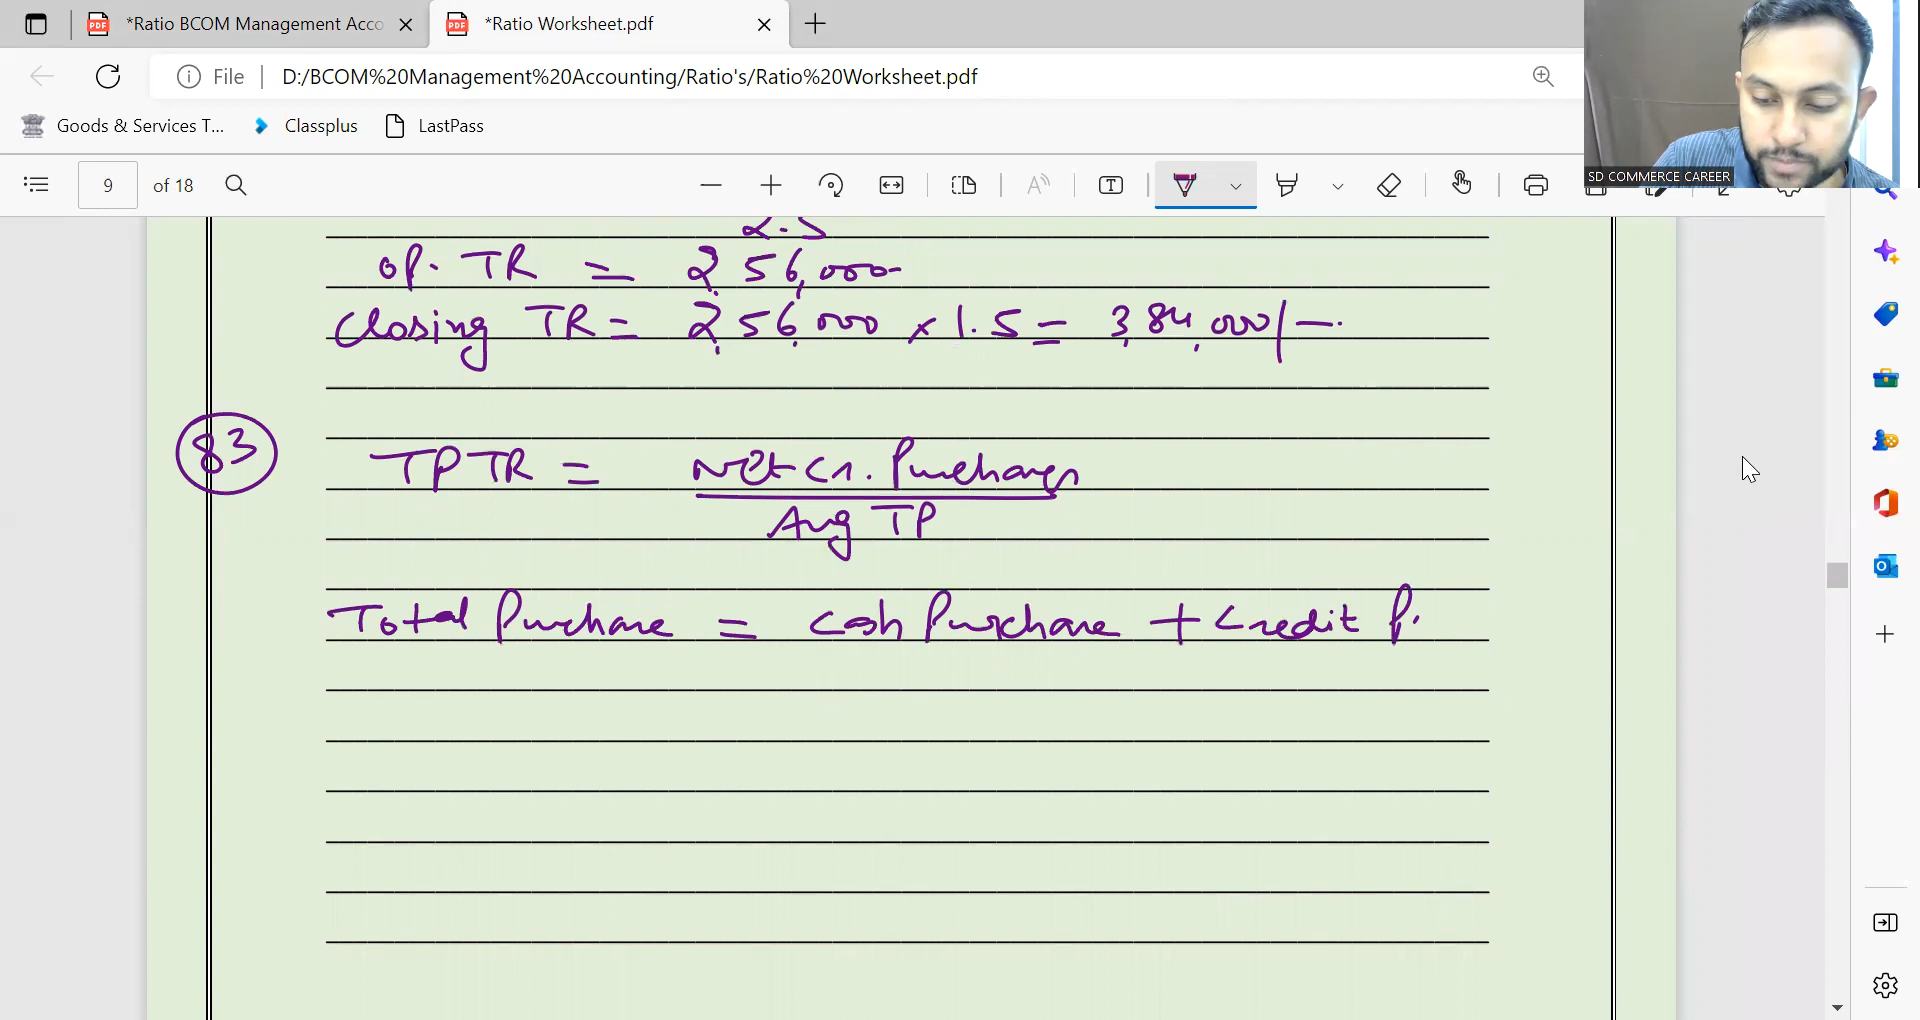 *Ratio BCOM Management Acco
*Ratio Worksheet.pdf
File
D:/BCOM%20Management%20Accounting/Ratio's/Ratio%20Worksheet.pdf
Goods & Services T...
Classplus
LastPass
9 of 18
SD COMMERCE CAREER
2.5
OP. TR = 2,56,000
Closing TR = 2,56,000 x 1.5 = 3,84,000/-
83
TPTR = Net Cr. Purchases
Avg TP
Total Purchase = Cash Purchase + Credit P.